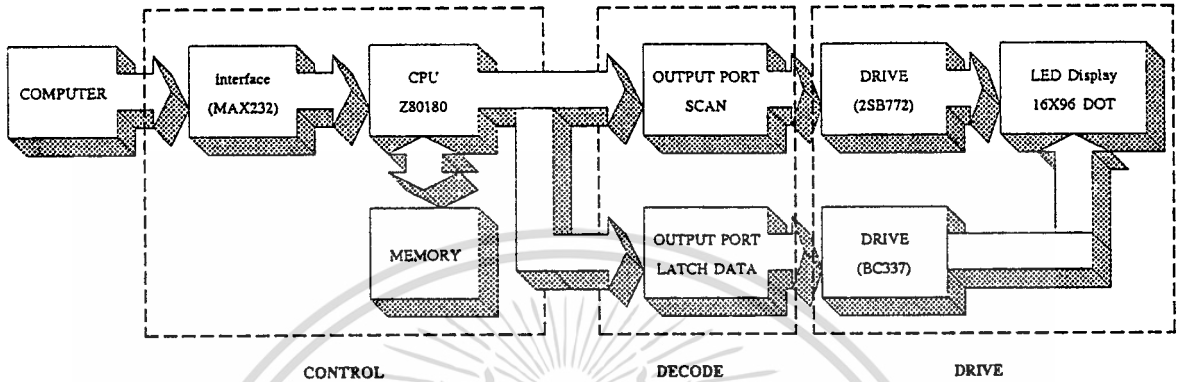 COMPUTER
interface
(MAX232)
CPU
Z80180
MEMORY
OUTPUT PORT
SCAN
OUTPUT PORT
LATCH DATA
DRIVE
(2SB772)
DRIVE
(BC337)
LED Display
16X96 DOT
CONTROL
DECODE
DRIVE